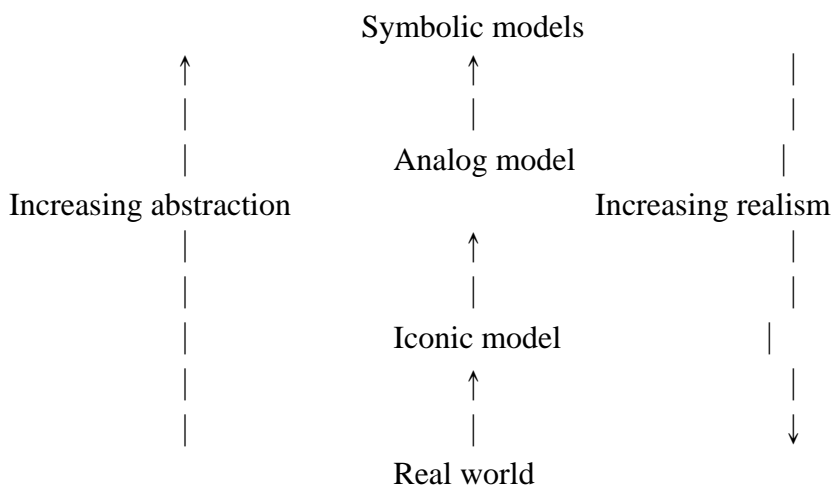 Symbolic models
Analog model
Increasing abstraction
Increasing realism
Iconic model
Real world